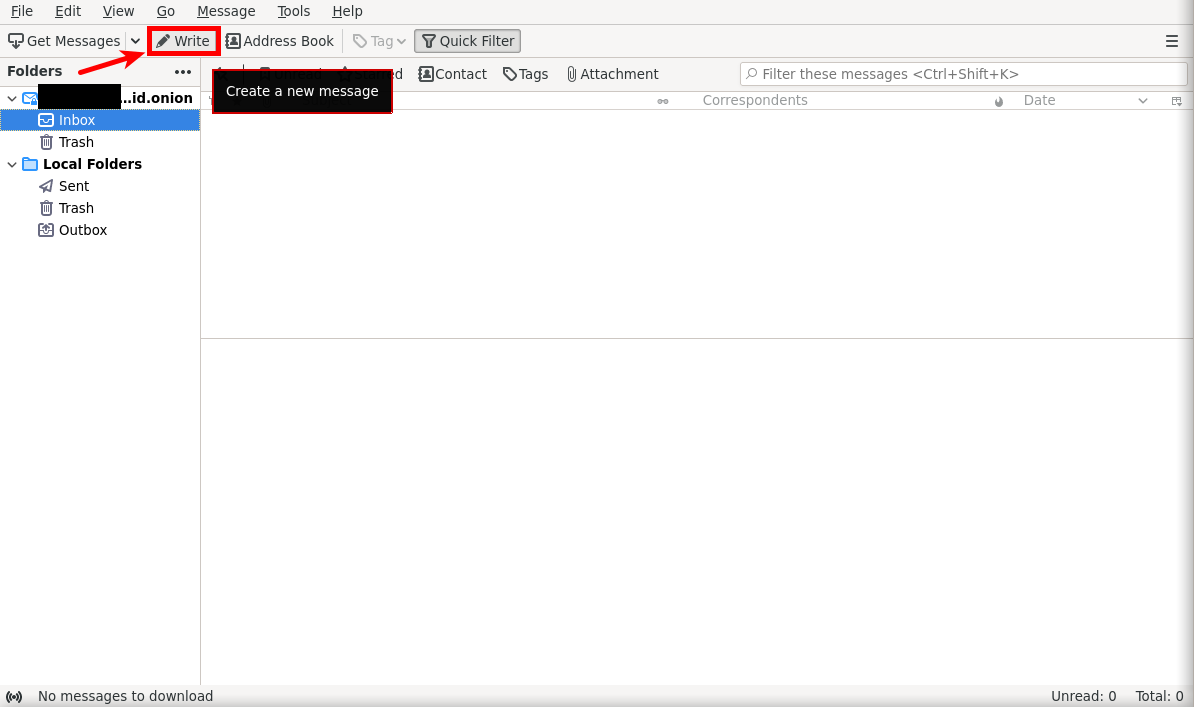 File Edit View Go Message Tools Help
Get Messages Write Address Book Tag Quick Filter
Folders ••• Contact Tags Attachment Filter these messages <Ctrl+Shift+K>
Create a new message
...id.onion Correspondents Date
Inbox
Trash
Local Folders
Sent
Trash
Outbox
No messages to download Unread: 0 Total: 0